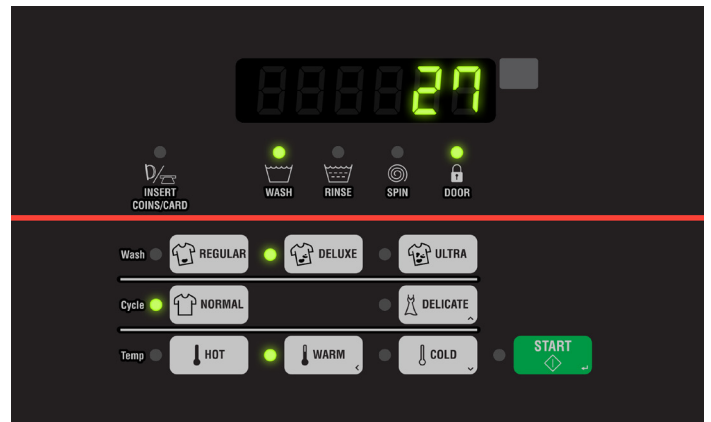 27
INSERT
COINS/CARD
WASH
RINSE
SPIN
DOOR
Wash
REGULAR
DELUXE
ULTRA
Cycle
NORMAL
DELICATE
Temp
HOT
WARM
COLD
START